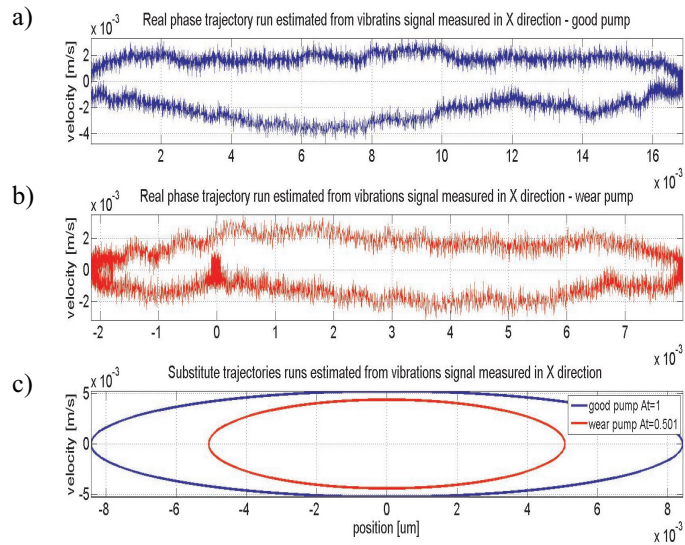 a)
Real phase trajectory run estimated from vibratins signal measured in X direction - good pump
x 10⁻³
velocity [m/s]
2
0
-2
-4
2 4 6 8 10 12 14 16
x 10⁻³
b)
Real phase trajectory run estimated from vibrations signal measured in X direction - wear pump
x 10⁻³
velocity [m/s]
2
0
-2
-2 -1 0 1 2 3 4 5 6 7
x 10⁻³
c)
Substitute trajectories runs estimated from vibrations signal measured in X direction
x 10⁻³
velocity [m/s]
5
0
-5
good pump At=1
wear pump At=0.501
-8 -6 -4 -2 0 2 4 6 8
position [um]
x 10⁻³